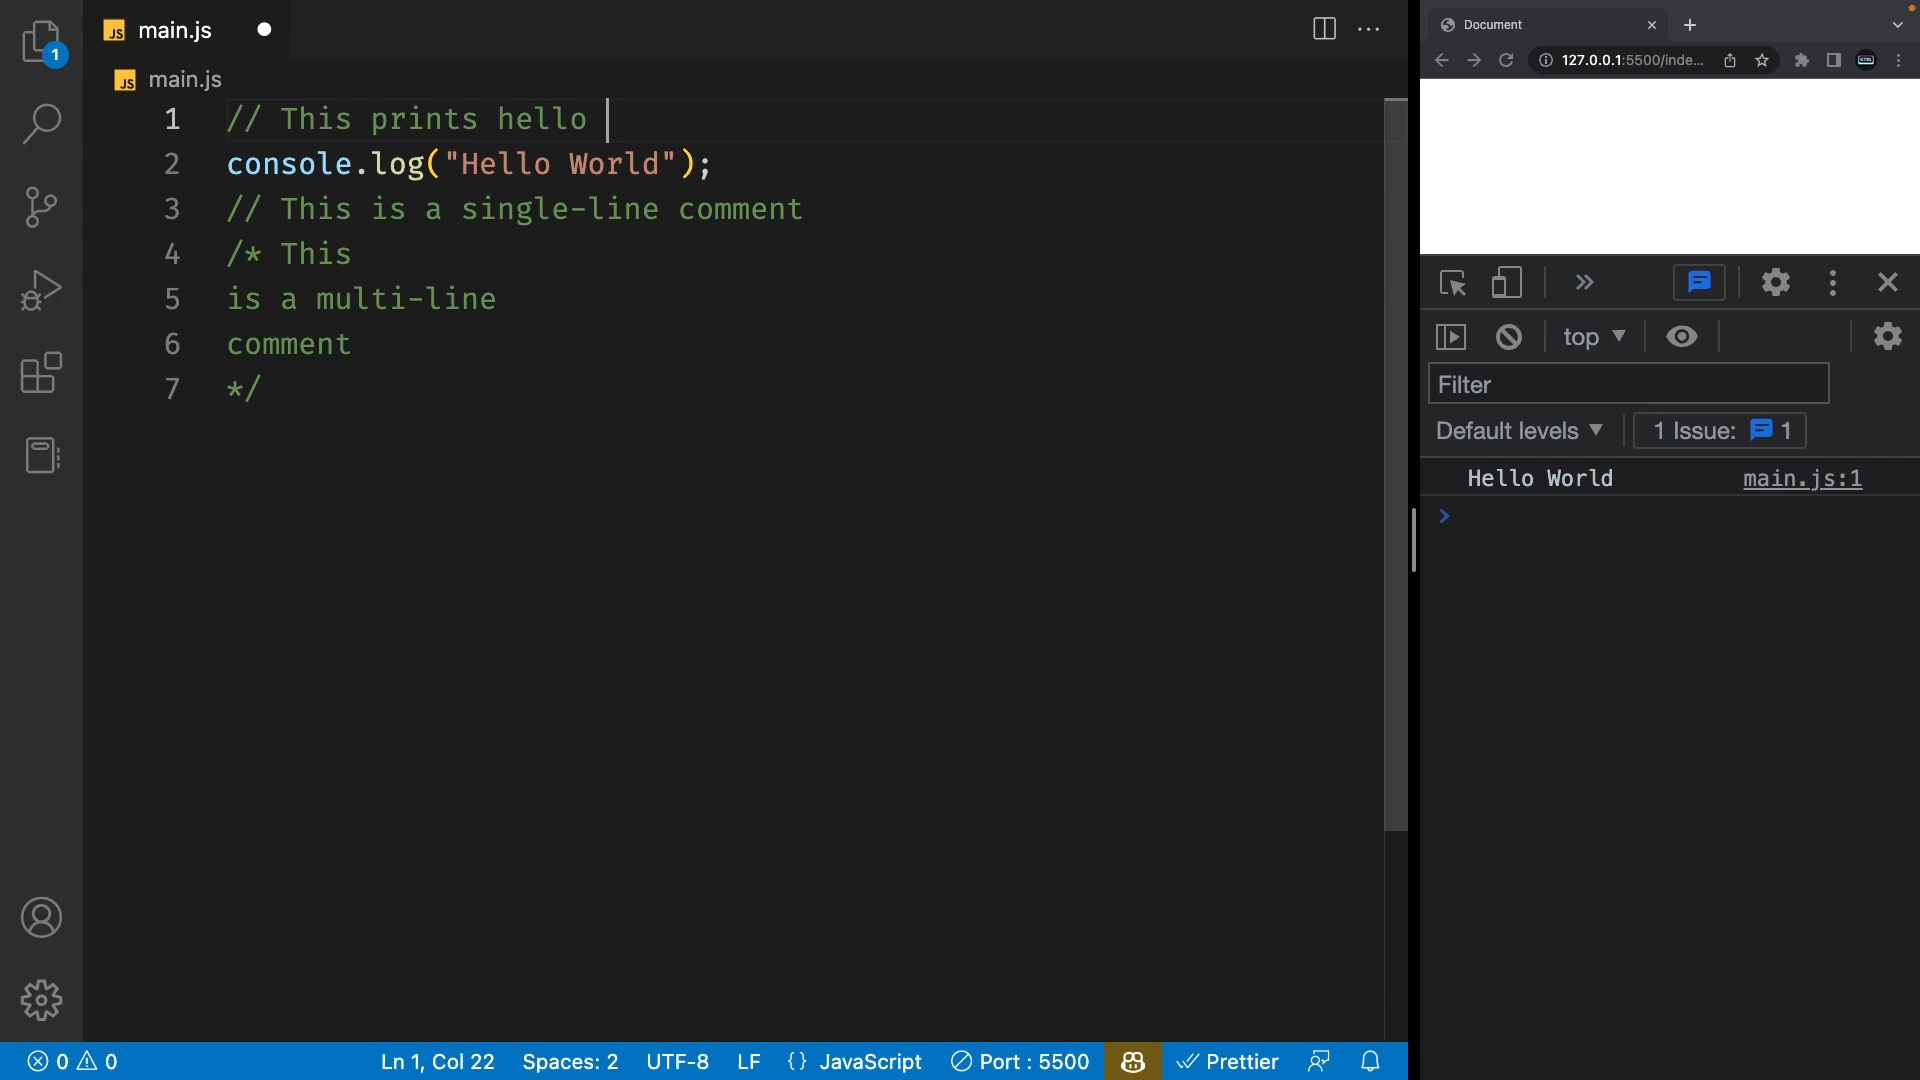 1
JS main.js
JS main.js
1 // This prints hello
2 console.log("Hello World");
3 // This is a single-line comment
4 /* This
5 is a multi-line
6 comment
7 */
0 0
Ln 1, Col 22 Spaces: 2 UTF-8 LF {} JavaScript Port : 5500 Prettier
Document
127.0.0.1:5500/inde...
top
Filter
Default levels 1 Issue: 1
Hello World main.js:1